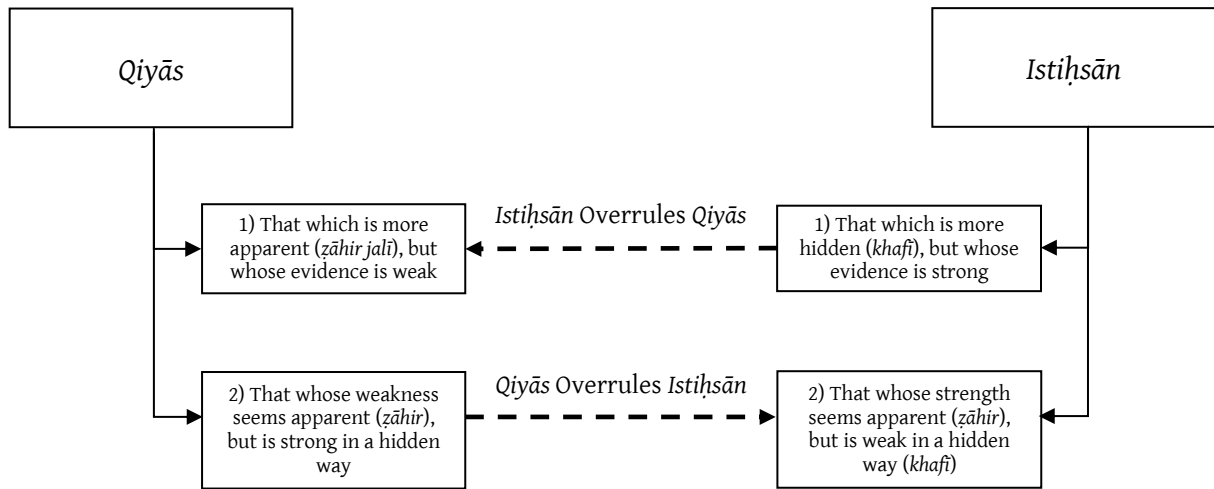 Qiyās
Istiḥsān
1) That which is more
apparent (ẓāhir jalī), but
whose evidence is weak
Istiḥsān Overrules Qiyās
1) That which is more
hidden (khafī), but whose
evidence is strong
2) That whose weakness
seems apparent (ẓāhir),
but is strong in a hidden
way
Qiyās Overrules Istiḥsān
2) That whose strength
seems apparent (ẓāhir),
but is weak in a hidden
way (khafī)